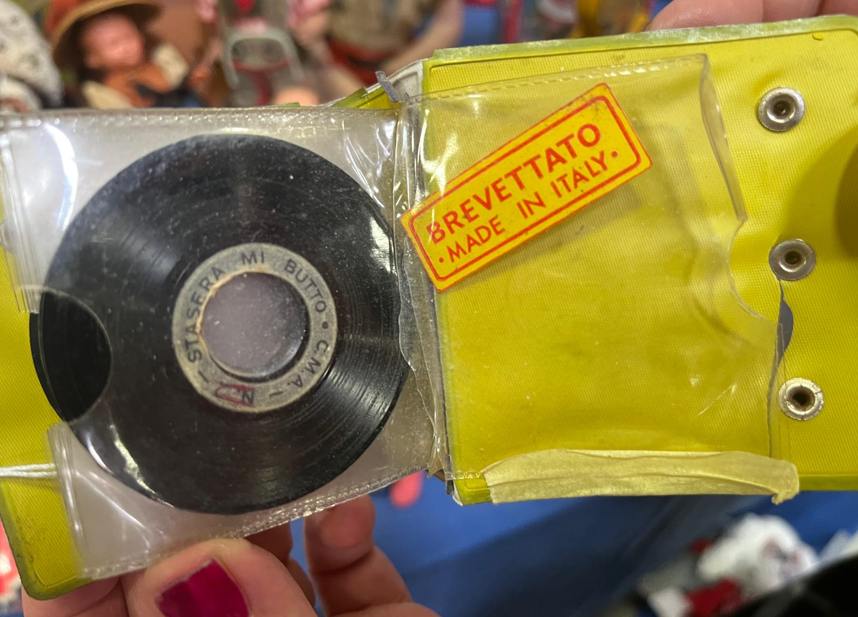 — STASERA MI BUTTO • C.M.A. — N.
BREVETTATO
• MADE IN ITALY •